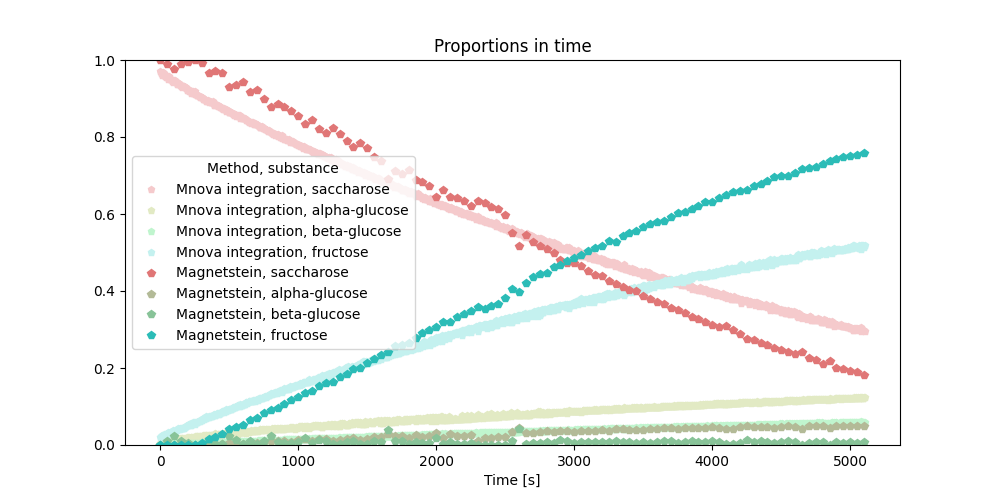 Proportions in time
1.0
0.8
0.6
0.4
0.2
0.0
Method, substance
Mnova integration, saccharose
Mnova integration, alpha-glucose
Mnova integration, beta-glucose
Mnova integration, fructose
Magnetstein, saccharose
Magnetstein, alpha-glucose
Magnetstein, beta-glucose
Magnetstein, fructose
0 1000 2000 3000 4000 5000
Time [s]